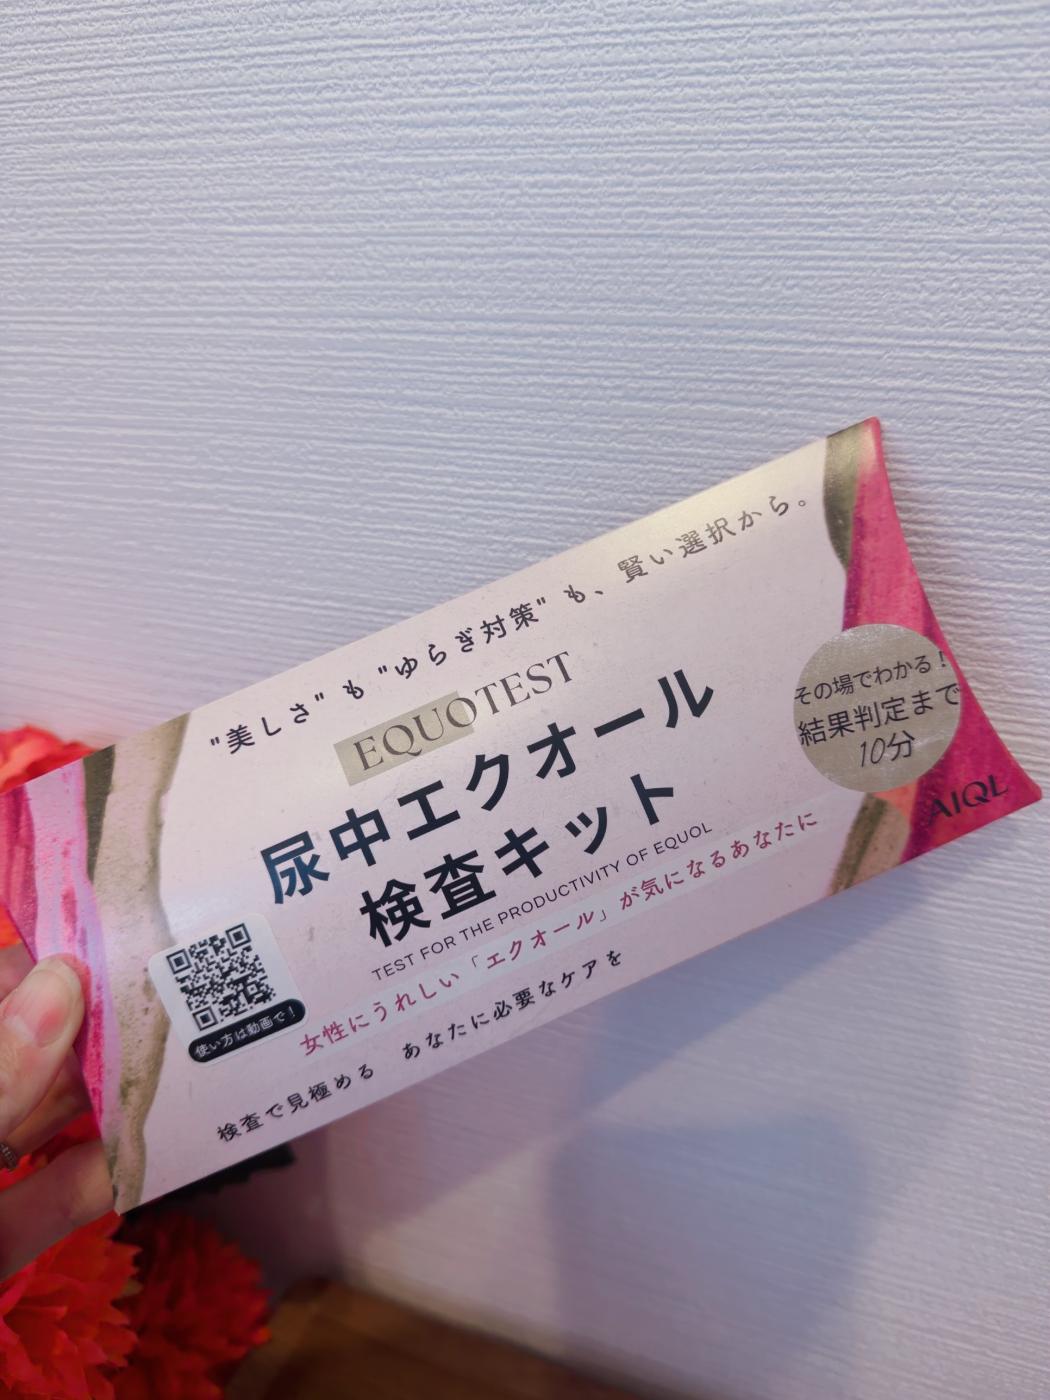 "美しさ" も "ゆらぎ対策" も、賢い選択から。
EQUOTEST
尿中エクオール
検査キット
TEST FOR THE PRODUCTIVITY OF EQUOL
女性にうれしい「エクオール」が気になるあなたに
検査で見極める あなたに必要なケアを
使い方は動画で！
その場でわかる！
結果判定まで
10分
AIQL